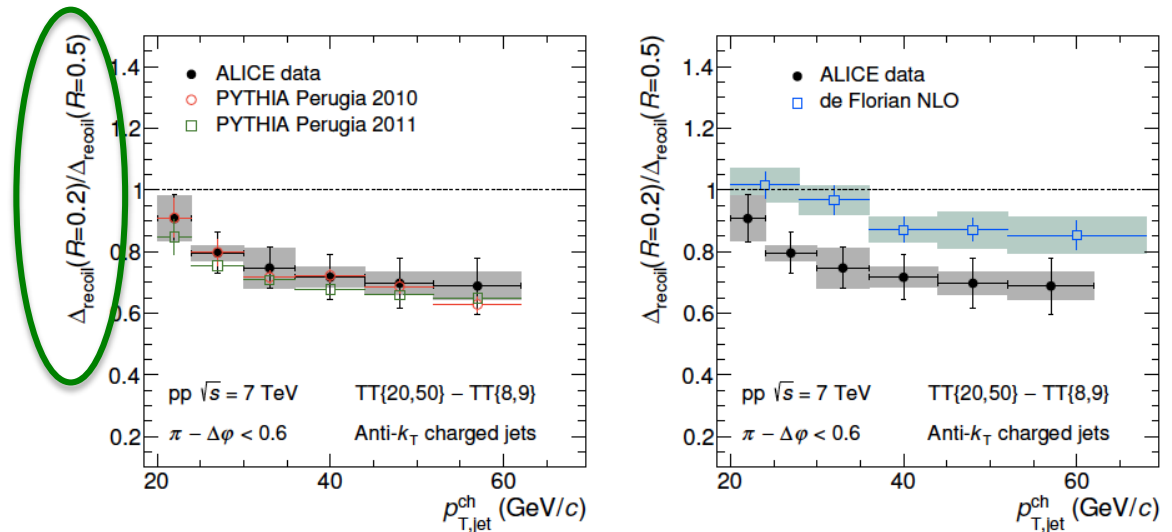 Δrecoil(R=0.2)/Δrecoil(R=0.5)
1.4
1.2
1
0.8
0.6
0.4
0.2
ALICE data
PYTHIA Perugia 2010
PYTHIA Perugia 2011
pp √s = 7 TeV
TT{20,50} − TT{8,9}
π − Δφ < 0.6
Anti-kT charged jets
20
40
60
p^ch_T,jet (GeV/c)
Δrecoil(R=0.2)/Δrecoil(R=0.5)
1.4
1.2
1
0.8
0.6
0.4
0.2
ALICE data
de Florian NLO
pp √s = 7 TeV
TT{20,50} − TT{8,9}
π − Δφ < 0.6
Anti-kT charged jets
20
40
60
p^ch_T,jet (GeV/c)